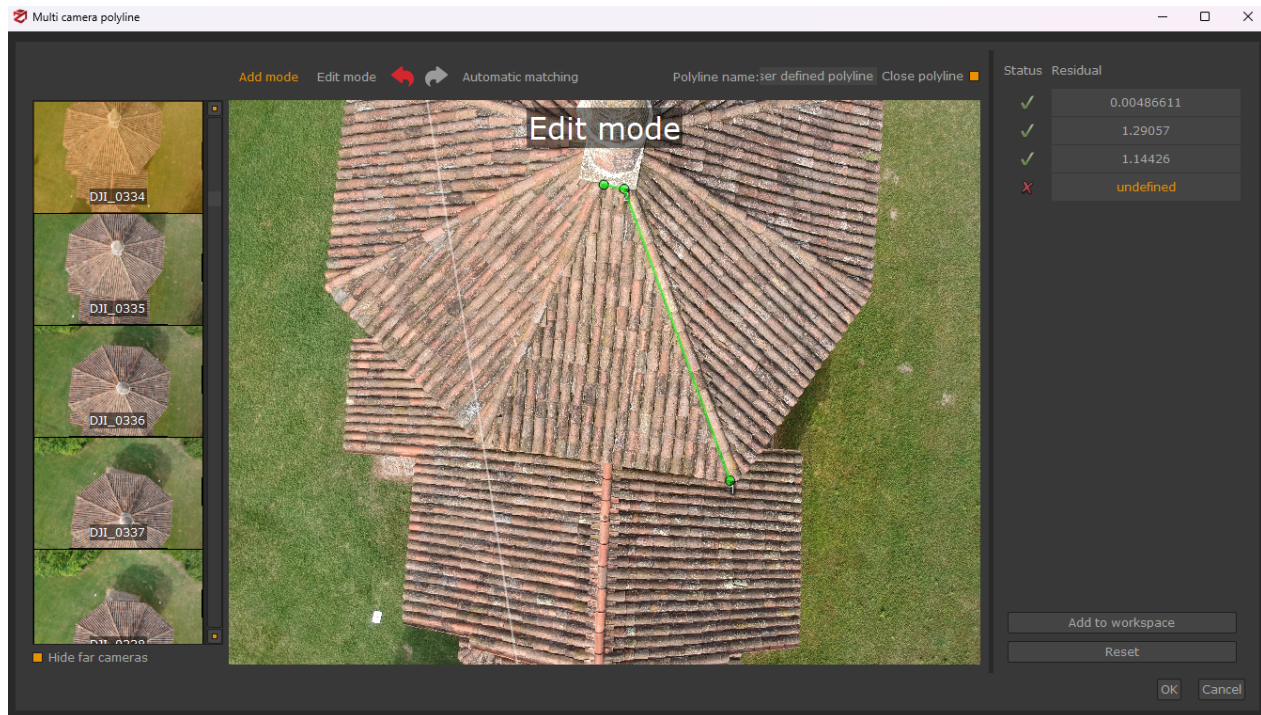 Multi camera polyline
Add mode Edit mode Automatic matching Polyline name: ser defined polyline Close polyline
Status Residual
Edit mode
0.00486611
1.29057
1.14426
undefined
DJI_0334
DJI_0335
DJI_0336
DJI_0337
Hide far cameras
1
Add to workspace
Reset
OK Cancel